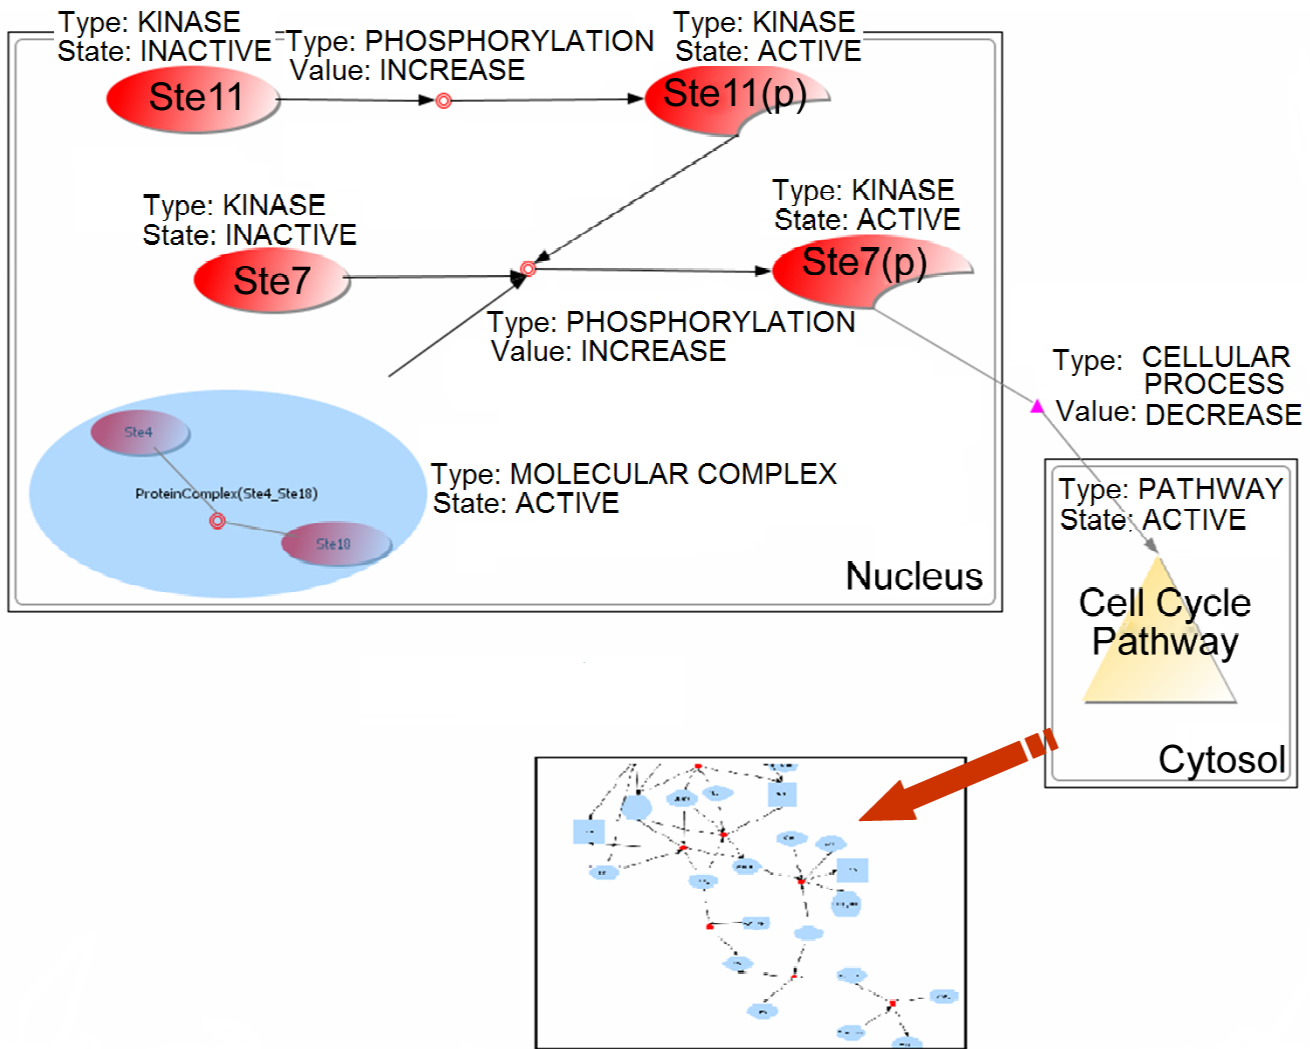 Type: KINASE
State: INACTIVE
Type: PHOSPHORYLATION
Value: INCREASE
Type: KINASE
State: ACTIVE
Ste11
Ste11(p)
Type: KINASE
State: INACTIVE
Type: KINASE
State: ACTIVE
Ste7
Ste7(p)
Type: PHOSPHORYLATION
Value: INCREASE
Type: CELLULAR
PROCESS
Value: DECREASE
Ste4
ProteinComplex(Ste4_Ste18)
Ste18
Type: MOLECULAR COMPLEX
State: ACTIVE
Nucleus
Type: PATHWAY
State: ACTIVE
Cell Cycle
Pathway
Cytosol